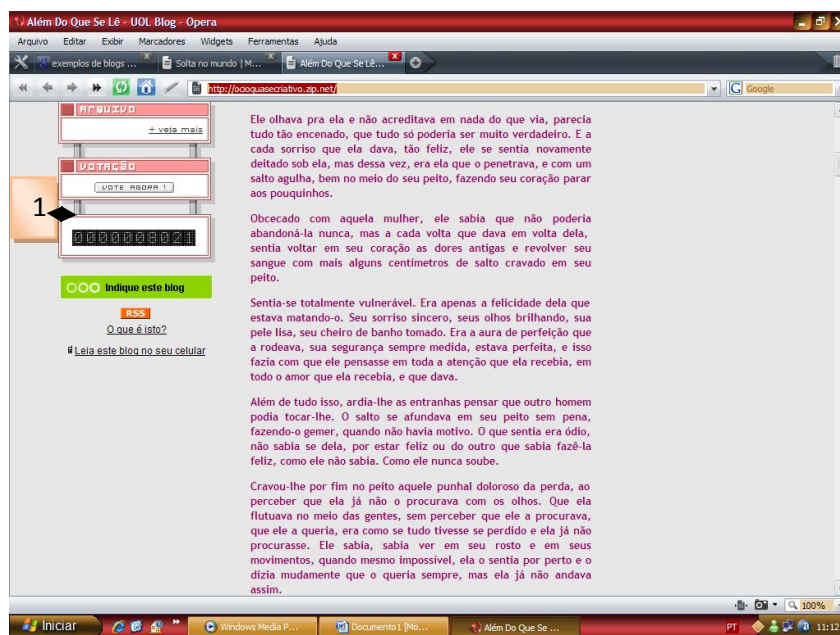 Além Do Que Se Lê - UOL Blog - Opera
Arquivo Editar Exibir Marcadores Widgets Ferramentas Ajuda
exemplos de blogs ... Solta no mundo ] M... Além Do Que Se Lê...
http://ocioquasecriativo.zip.net/ Google
ARQUIVO
+ veja mais
VOTAÇÃO
VOTE AGORA !
1
0000008021
Indique este blog
RSS
O que é isto?
Leia este blog no seu celular
Ele olhava pra ela e não acreditava em nada do que via, parecia
tudo tão encenado, que tudo só poderia ser muito verdadeiro. E a
cada sorriso que ela dava, tão feliz, ele se sentia novamente
deitado sob ela, mas dessa vez, era ela que o penetrava, e com um
salto agulha, bem no meio do seu peito, fazendo seu coração parar
aos pouquinhos.
Obcecado com aquela mulher, ele sabia que não poderia
abandoná-la nunca, mas a cada volta que dava em volta dela,
sentia voltar em seu coração as dores antigas e revolver seu
sangue com mais alguns centímetros de salto cravado em seu
peito.
Sentia-se totalmente vulnerável. Era apenas a felicidade dela que
estava matando-o. Seu sorriso sincero, seus olhos brilhando, sua
pele lisa, seu cheiro de banho tomado. Era a aura de perfeição que
a rodeava, sua segurança sempre medida, estava perfeita, e isso
fazia com que ele pensasse em toda a atenção que ela recebia, em
todo o amor que ela recebia, e que dava.
Além de tudo isso, ardia-lhe as entranhas pensar que outro homem
podia tocar-lhe. O salto se afundava em seu peito sem pena,
fazendo-o gemer, quando não havia motivo. O que sentia era ódio,
não sabia se dela, por estar feliz ou do outro que sabia fazê-la
feliz, como ele não sabia. Como ele nunca soube.
Cravou-lhe por fim no peito aquele punhal doloroso da perda, ao
perceber que ela já não o procurava com os olhos. Que ela
flutuava no meio das gentes, sem perceber que ele a procurava,
que ele a queria, era como se tudo tivesse se perdido e ela já não
procurasse. Ele sabia, sabia ver em seu rosto e em seus
movimentos, quando mesmo impossível, ela o sentia por perto e o
dizia mudamente que o queria sempre, mas ela já não andava
assim.
100%
Iniciar Windows Media P... Documento1 [Mo... Além Do Que Se ... PT 11:12